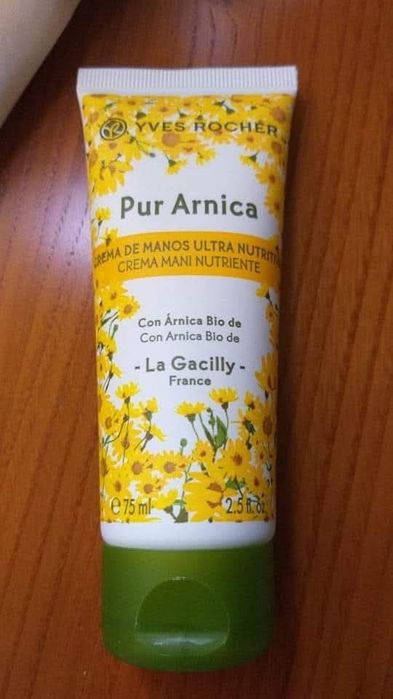 YVES ROCHER
Pur Arnica
CREMA DE MANOS ULTRA NUTRITIVA
CREMA MANI NUTRIENTE
Con Árnica Bio de
Con Arnica Bio de
- La Gacilly -
France
℮ 75 ml 2.5 fl. oz.